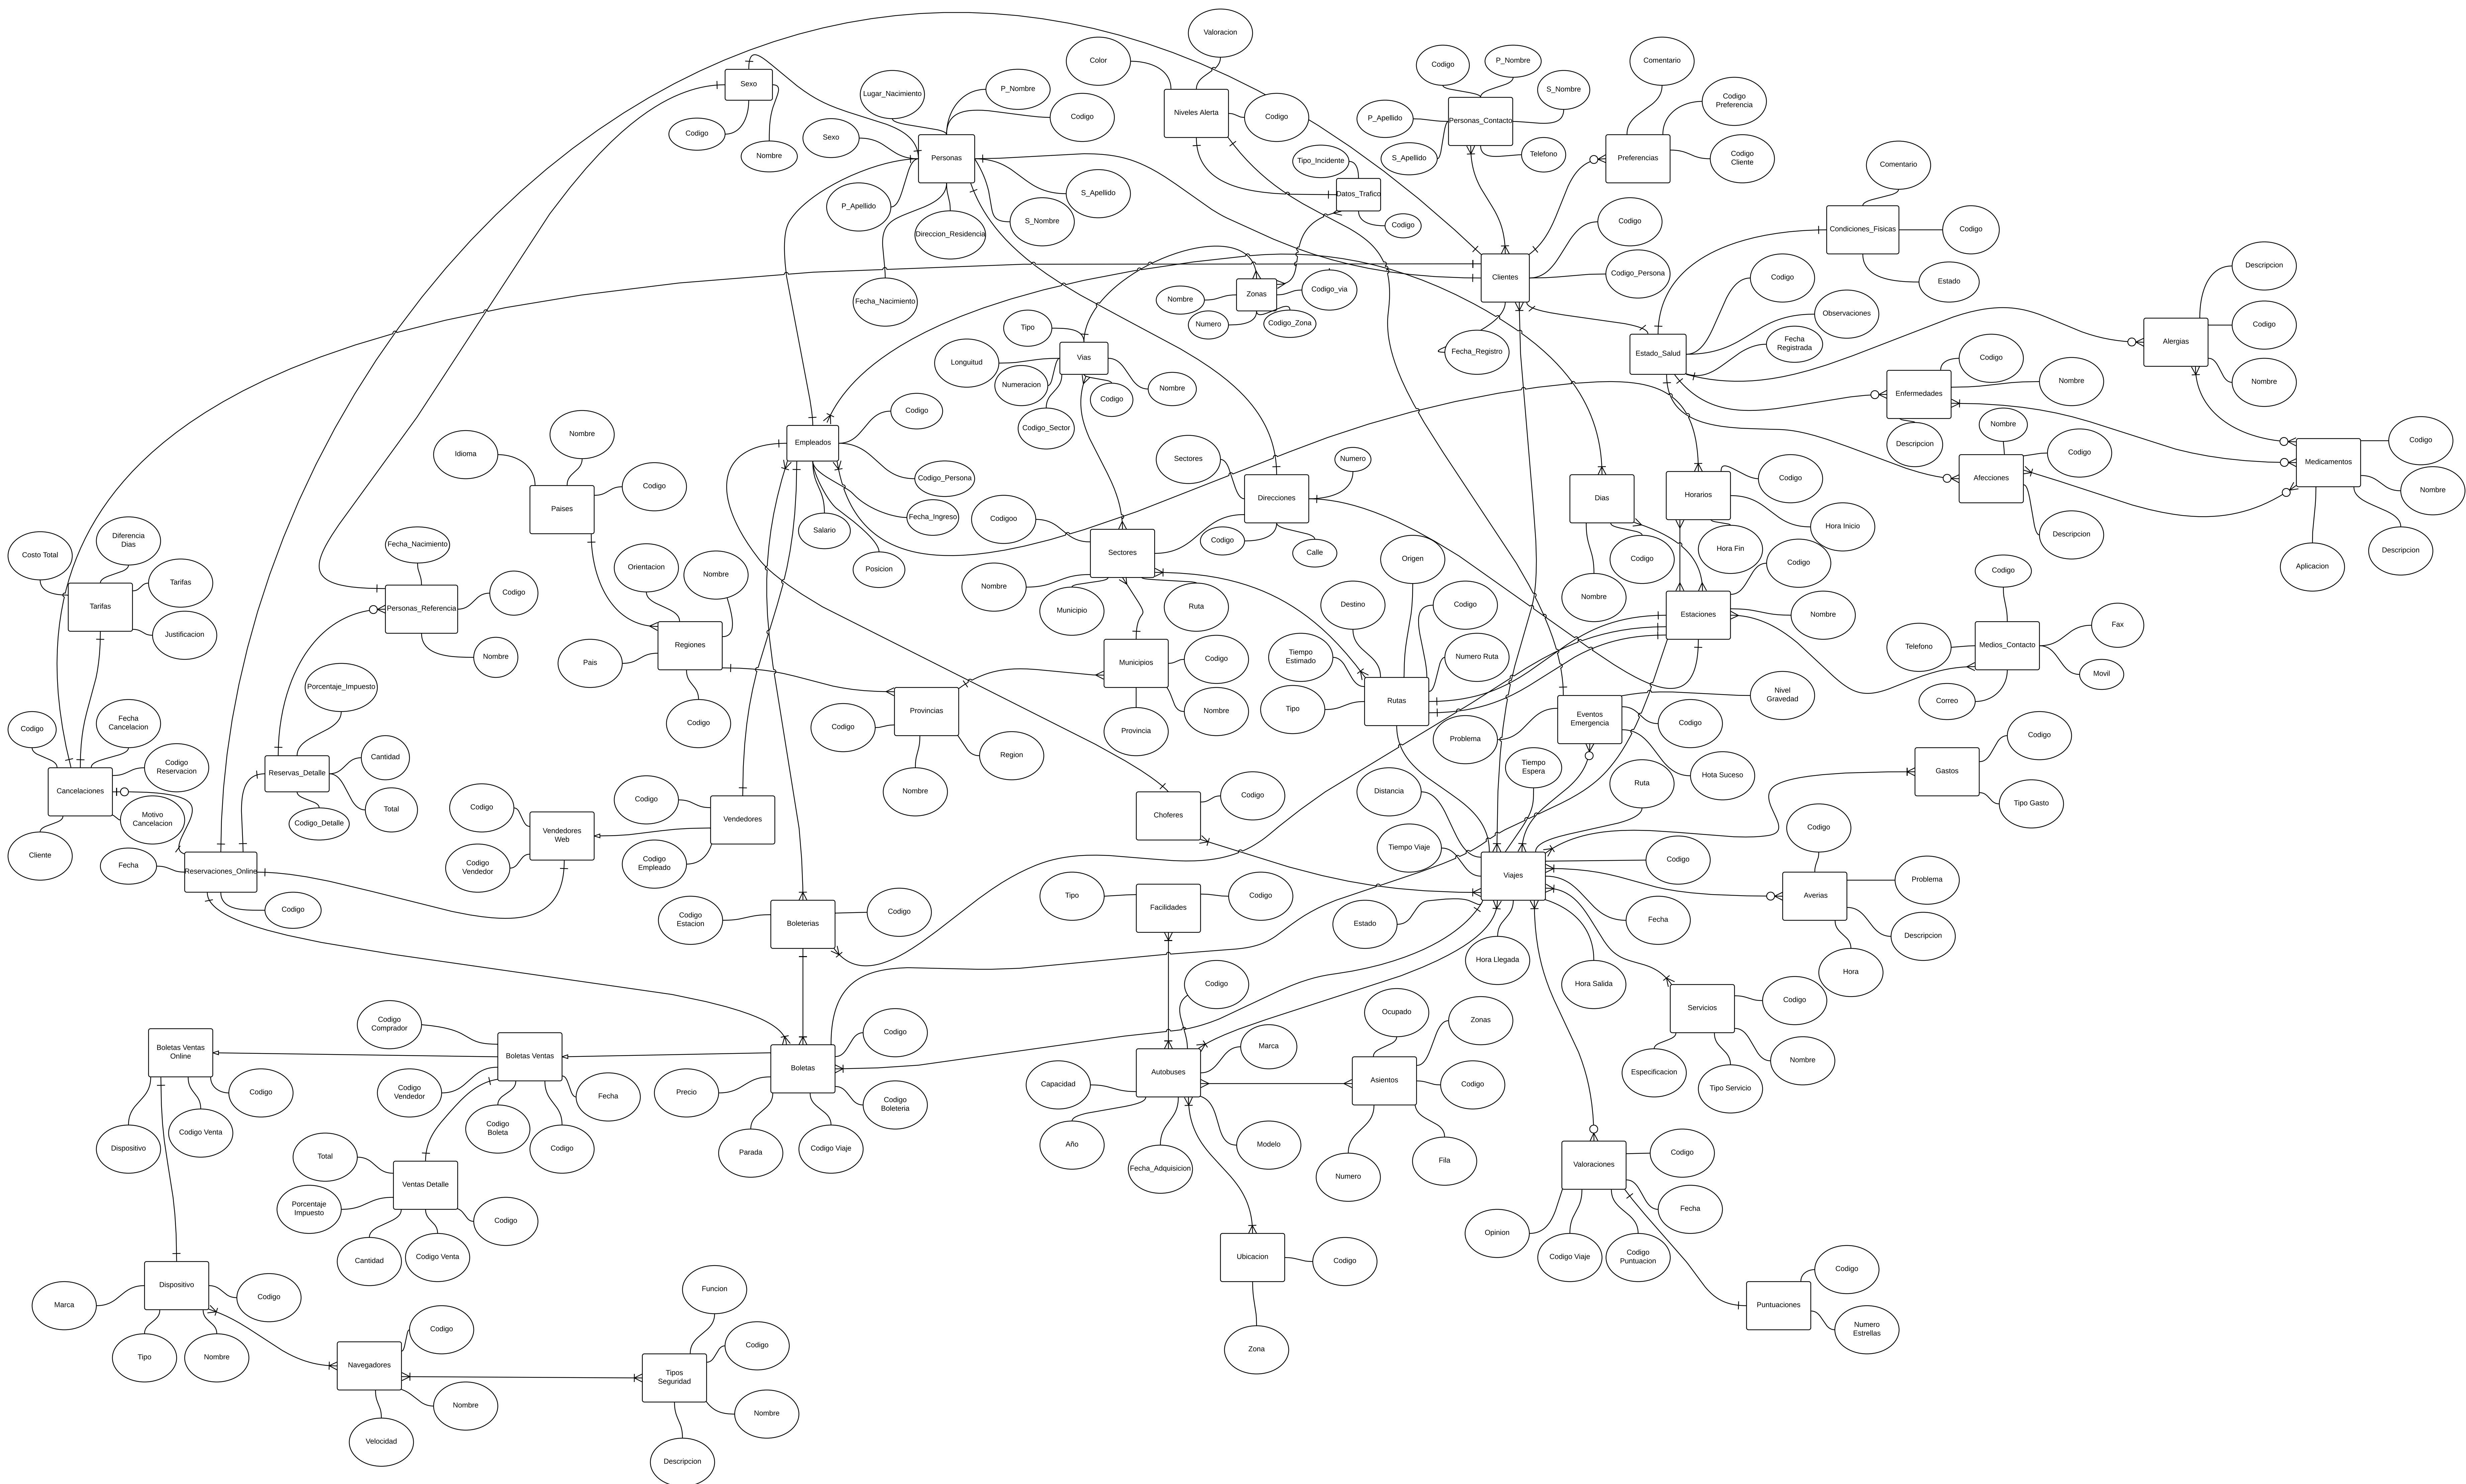 Valoracion
Color
Niveles Alerta
Codigo
Sexo
Codigo
Nombre
Lugar_Nacimiento
P_Nombre
Codigo
Sexo
Personas
P_Apellido
S_Apellido
S_Nombre
Direccion_Residencia
Fecha_Nacimiento
Codigo
P_Nombre
S_Nombre
P_Apellido
Personas_Contacto
S_Apellido
Telefono
Comentario
Codigo
Preferencia
Preferencias
Codigo
Cliente
Tipo_Incidente
Datos_Trafico
Codigo
Comentario
Condiciones_Fisicas
Codigo
Estado
Codigo
Clientes
Codigo_Persona
Fecha_Registro
Zonas
Nombre
Codigo_via
Numero
Codigo_Zona
Codigo
Observaciones
Estado_Salud
Fecha
Registrada
Descripcion
Codigo
Alergias
Nombre
Tipo
Longuitud
Vias
Numeracion
Codigo
Nombre
Codigo_Sector
Codigo
Enfermedades
Nombre
Descripcion
Nombre
Codigo
Afecciones
Descripcion
Codigo
Medicamentos
Nombre
Descripcion
Aplicacion
Codigo
Empleados
Codigo_Persona
Fecha_Ingreso
Salario
Posicion
Nombre
Idioma
Codigo
Paises
Sectores
Numero
Direcciones
Codigo
Calle
Codigoo
Sectores
Nombre
Municipio
Ruta
Dias
Codigo
Nombre
Horarios
Codigo
Hora Inicio
Hora Fin
Codigo
Estaciones
Nombre
Costo Total
Diferencia
Dias
Tarifas
Tarifas
Justificacion
Fecha_Nacimiento
Codigo
Personas_Referencia
Nombre
Orientacion
Nombre
Regiones
Pais
Codigo
Municipios
Codigo
Nombre
Provincia
Origen
Destino
Codigo
Tiempo
Estimado
Numero Ruta
Rutas
Tipo
Codigo
Telefono
Medios_Contacto
Fax
Movil
Correo
Provincias
Codigo
Region
Nombre
Eventos
Emergencia
Nivel
Gravedad
Codigo
Problema
Hota Suceso
Porcentaje_Impuesto
Cantidad
Reservas_Detalle
Total
Codigo_Detalle
Codigo
Fecha
Cancelacion
Codigo
Reservacion
Cancelaciones
Motivo
Cancelacion
Cliente
Fecha
Reservaciones_Online
Codigo
Codigo
Vendedores
Web
Codigo
Vendedor
Codigo
Vendedores
Codigo
Empleado
Choferes
Codigo
Tiempo
Espera
Distancia
Ruta
Tiempo Viaje
Viajes
Codigo
Fecha
Estado
Hora Llegada
Hora Salida
Codigo
Gastos
Tipo Gasto
Codigo
Problema
Averias
Descripcion
Hora
Codigo
Estacion
Codigo
Boleterias
Tipo
Facilidades
Codigo
Codigo
Servicios
Codigo
Nombre
Especificacion
Tipo Servicio
Boletas Ventas
Online
Codigo
Dispositivo
Codigo Venta
Codigo
Comprador
Boletas Ventas
Codigo
Vendedor
Codigo
Boleta
Codigo
Fecha
Codigo
Precio
Boletas
Codigo
Boleteria
Parada
Codigo Viaje
Marca
Autobuses
Capacidad
Año
Fecha_Adquisicion
Modelo
Ocupado
Zonas
Asientos
Codigo
Numero
Fila
Valoraciones
Codigo
Fecha
Opinion
Codigo Viaje
Codigo
Puntuacion
Total
Porcentaje
Impuesto
Ventas Detalle
Codigo
Cantidad
Codigo Venta
Ubicacion
Codigo
Zona
Codigo
Puntuaciones
Numero
Estrellas
Dispositivo
Marca
Codigo
Tipo
Nombre
Navegadores
Codigo
Nombre
Velocidad
Funcion
Codigo
Tipos
Seguridad
Nombre
Descripcion